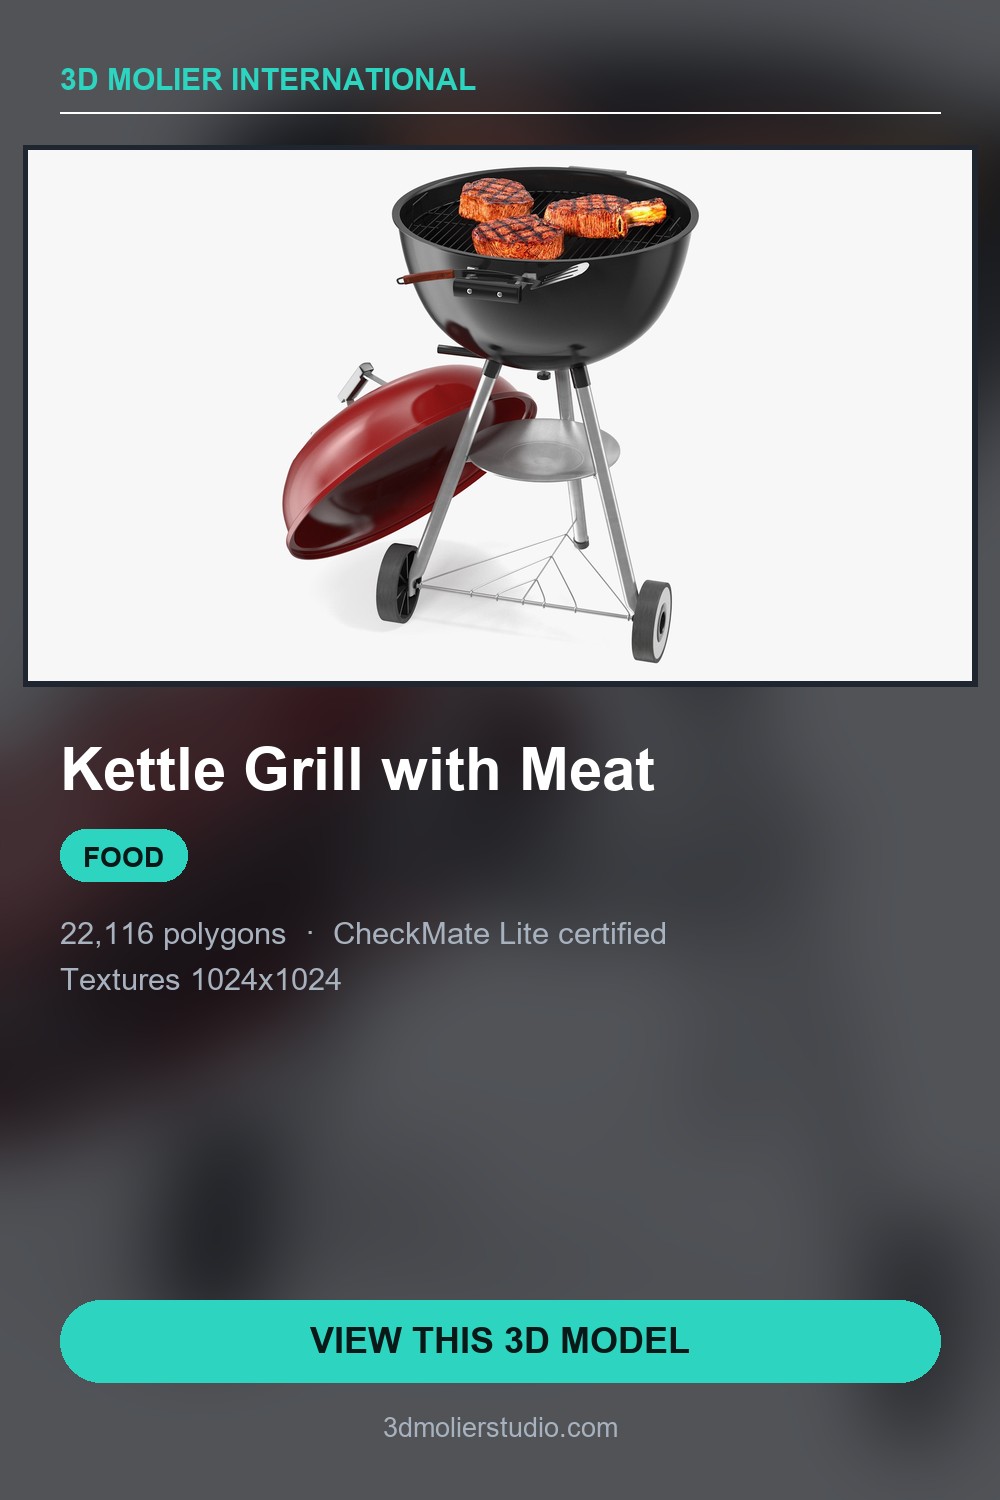 3D MOLIER INTERNATIONAL
Kettle Grill with Meat
FOOD
22,116 polygons · CheckMate Lite certified
Textures 1024x1024
VIEW THIS 3D MODEL
3dmolierstudio.com